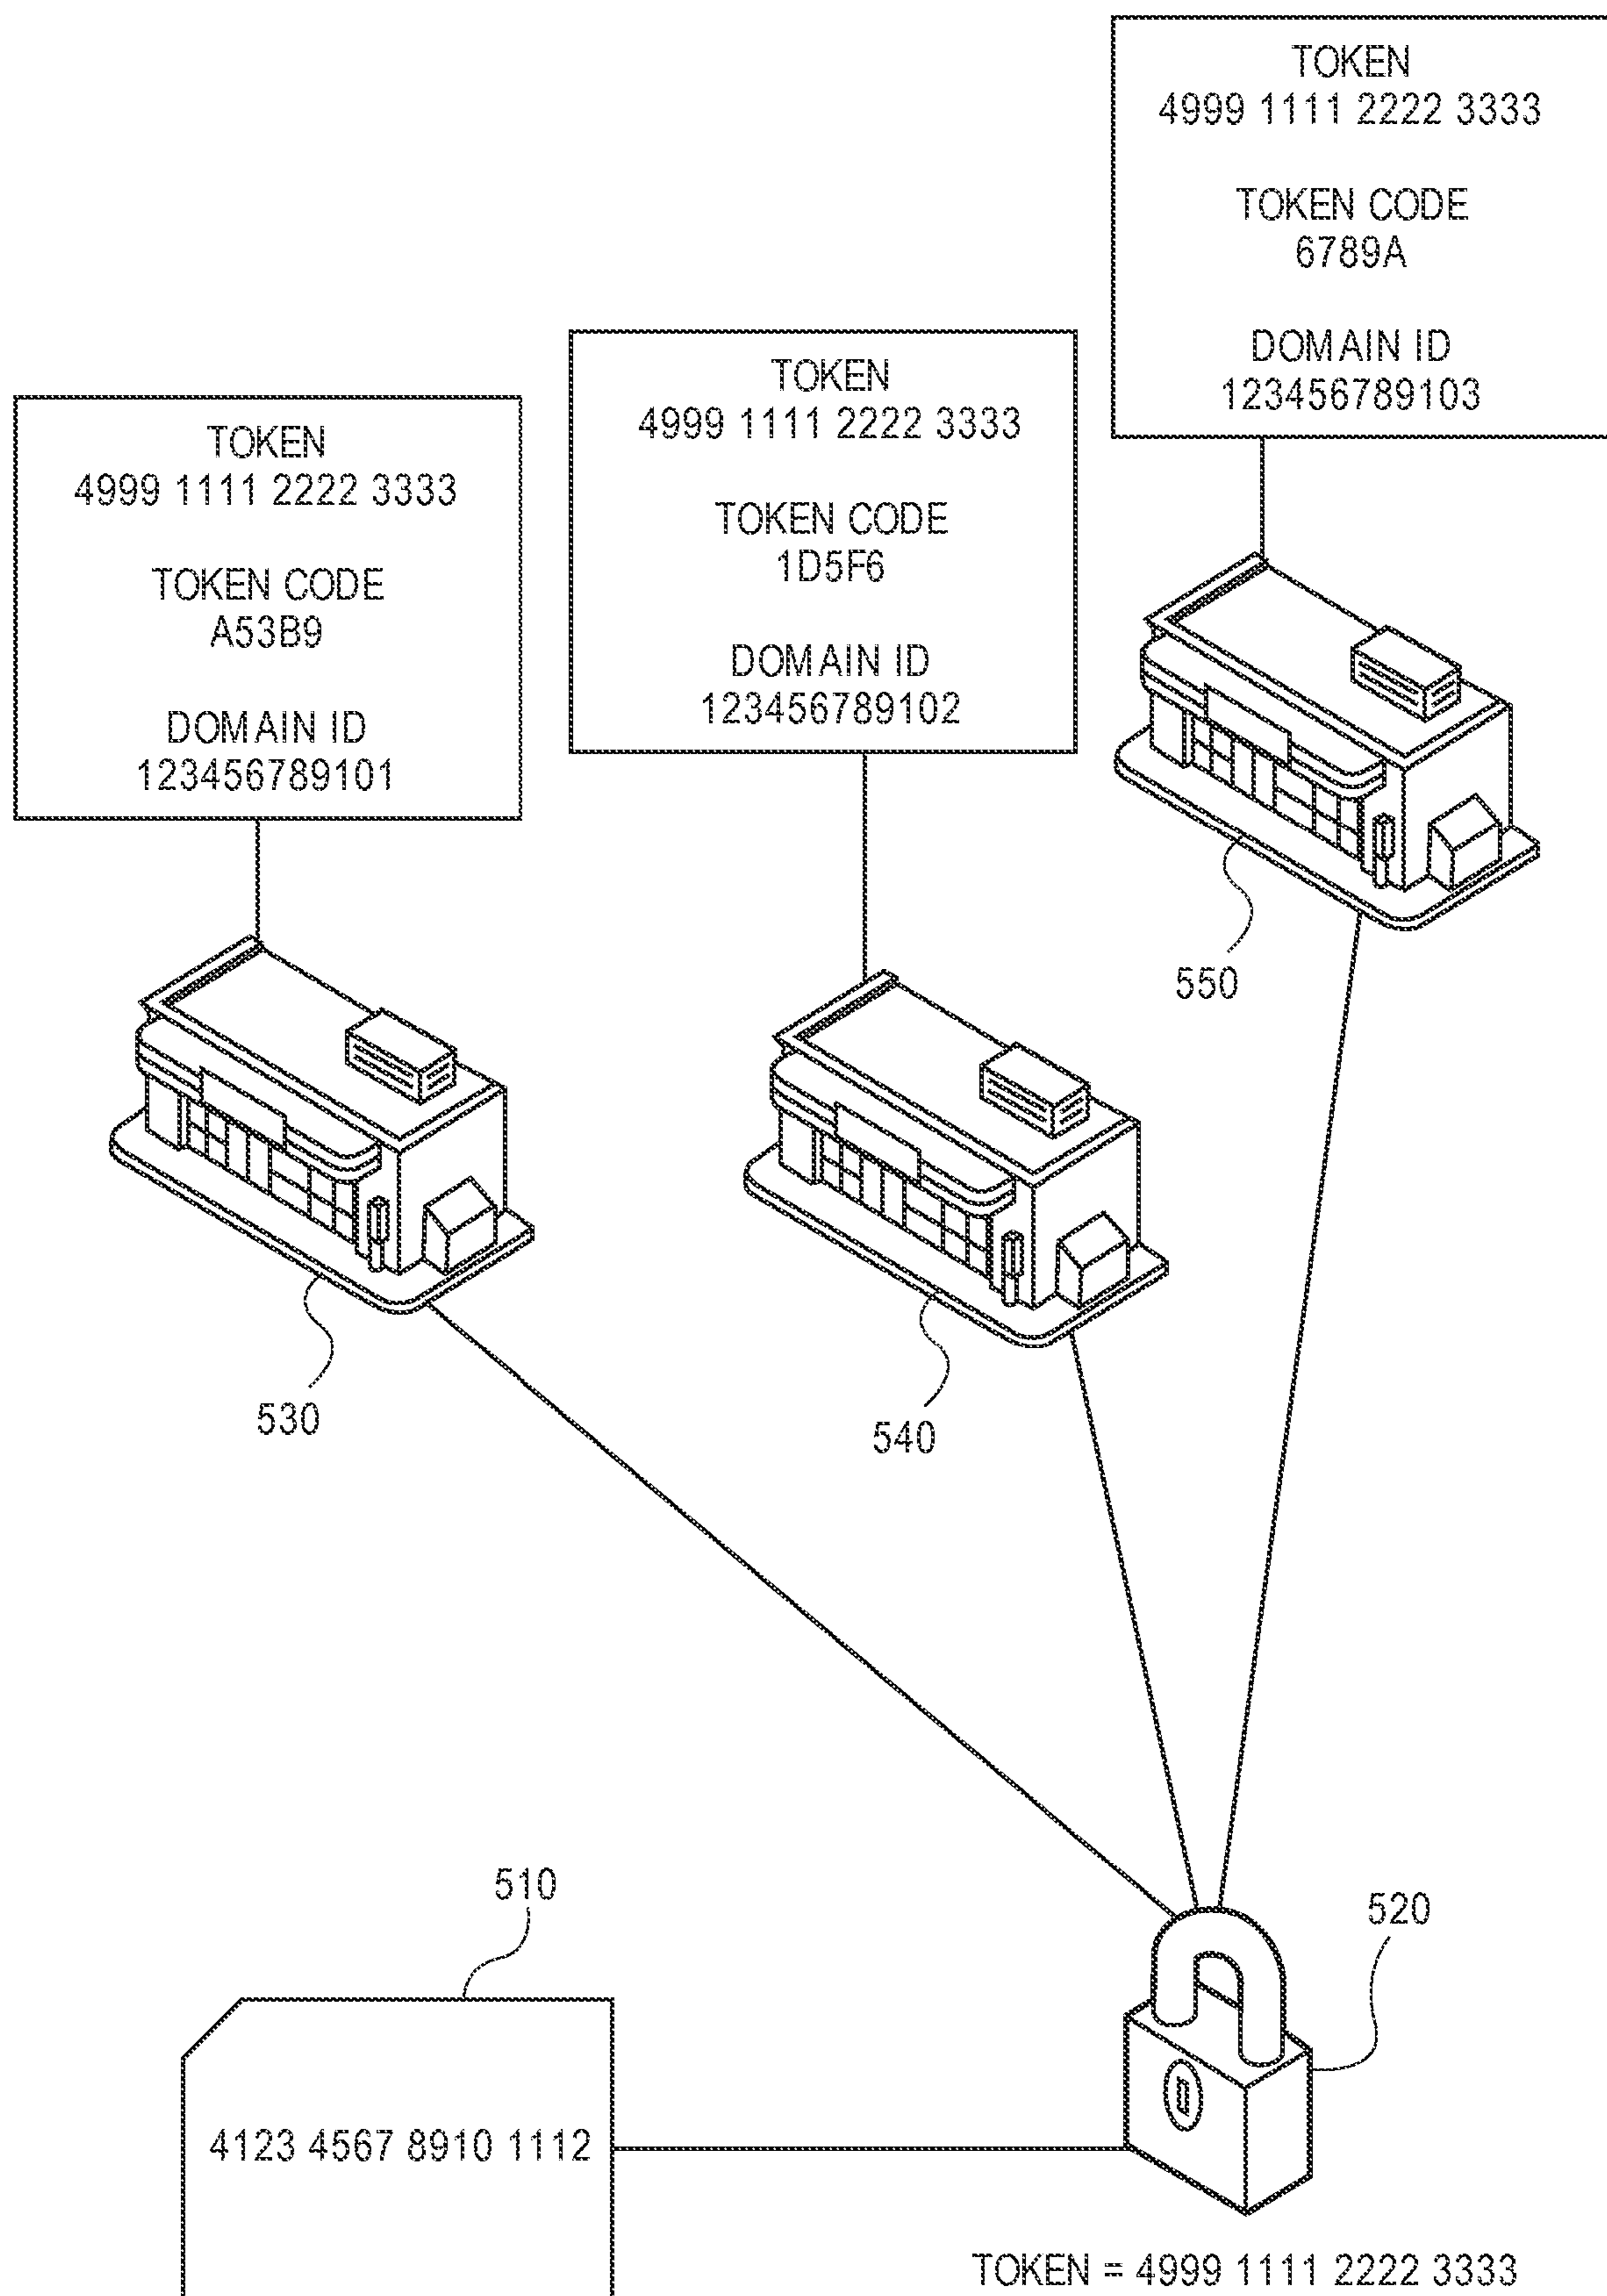 TOKEN
4999 1111 2222 3333
TOKEN CODE
6789A
DOMAIN ID
123456789103
TOKEN
4999 1111 2222 3333
TOKEN CODE
1D5F6
DOMAIN ID
123456789102
TOKEN
4999 1111 2222 3333
TOKEN CODE
A53B9
DOMAIN ID
123456789101
550
530
540
510
520
4123 4567 8910 1112
TOKEN = 4999 1111 2222 3333